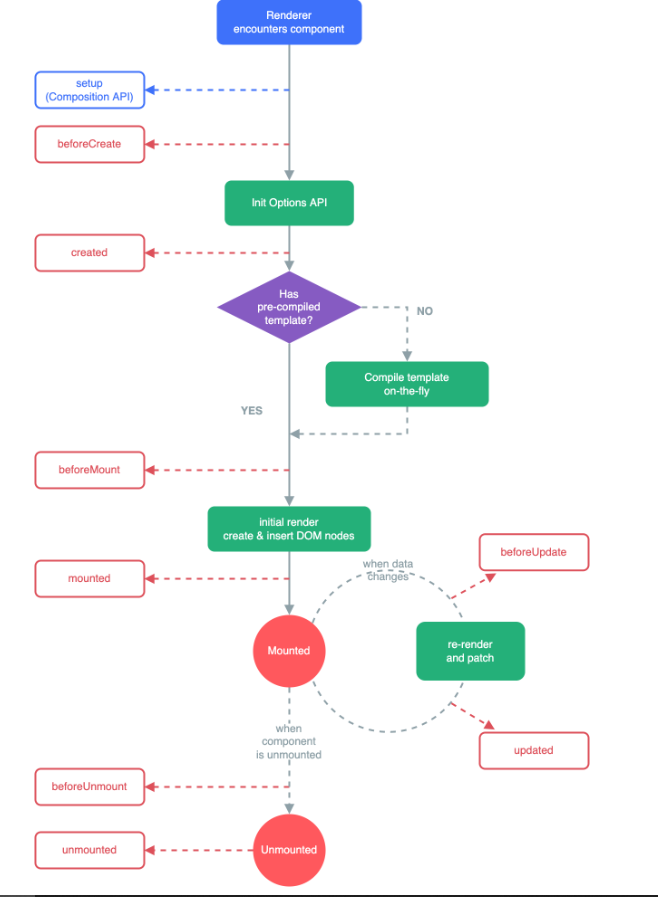 Renderer
encounters component
setup
(Composition API)
beforeCreate
Init Options API
created
Has
pre-compiled
template?
NO
Compile template
on-the-fly
YES
beforeMount
initial render
create & insert DOM nodes
beforeUpdate
when data
changes
mounted
Mounted
re-render
and patch
when
component
is unmounted
updated
beforeUnmount
unmounted
Unmounted